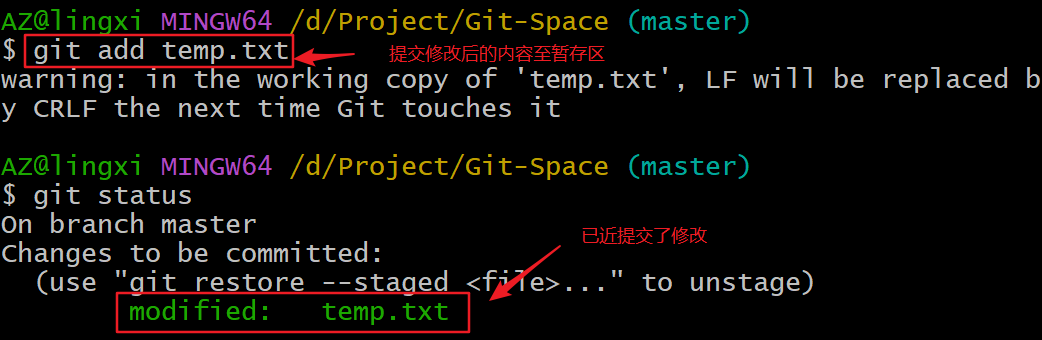 AZ@lingxi MINGW64 /d/Project/Git-Space (master)
$ git add temp.txt 提交修改后的内容至暂存区
warning: in the working copy of 'temp.txt', LF will be replaced b
y CRLF the next time Git touches it
AZ@lingxi MINGW64 /d/Project/Git-Space (master)
$ git status
On branch master
已近提交了修改
Changes to be committed:
(use "git restore --staged <file>..." to unstage)
modified: temp.txt